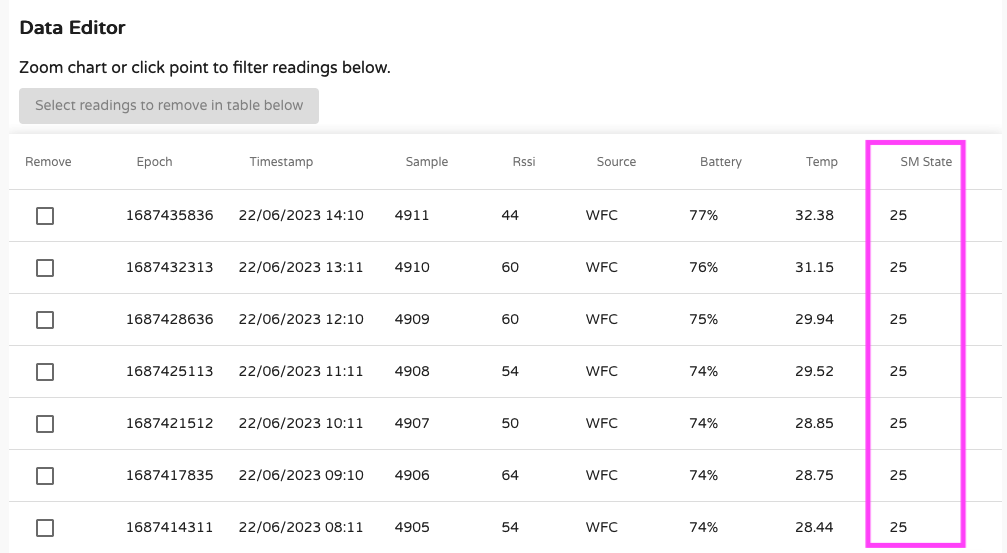 Data Editor
Zoom chart or click point to filter readings below.
Select readings to remove in table below
Remove Epoch Timestamp Sample Rssi Source Battery Temp SM State
1687435836 22/06/2023 14:10 4911 44 WFC 77% 32.38 25
1687432313 22/06/2023 13:11 4910 60 WFC 76% 31.15 25
1687428636 22/06/2023 12:10 4909 60 WFC 75% 29.94 25
1687425113 22/06/2023 11:11 4908 54 WFC 74% 29.52 25
1687421512 22/06/2023 10:11 4907 50 WFC 74% 28.85 25
1687417835 22/06/2023 09:10 4906 64 WFC 74% 28.75 25
1687414311 22/06/2023 08:11 4905 54 WFC 74% 28.44 25